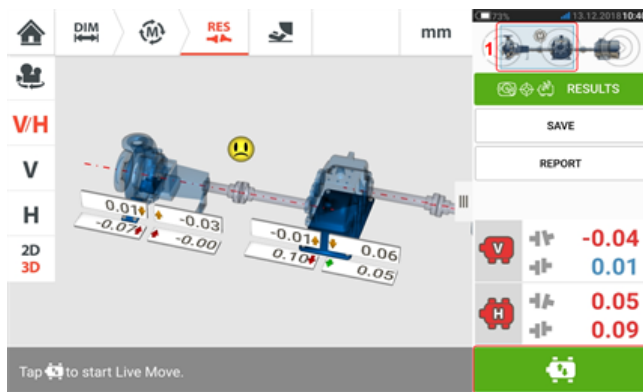 73% 13.12.2018 10:46
DIM
M
RES
mm
1
RESULTS
SAVE
REPORT
V/H
V
H
2D
3D
0.01 -0.03
-0.07 -0.00
-0.01 0.06
0.10 0.05
V -0.04
0.01
H 0.05
0.09
Tap to start Live Move.